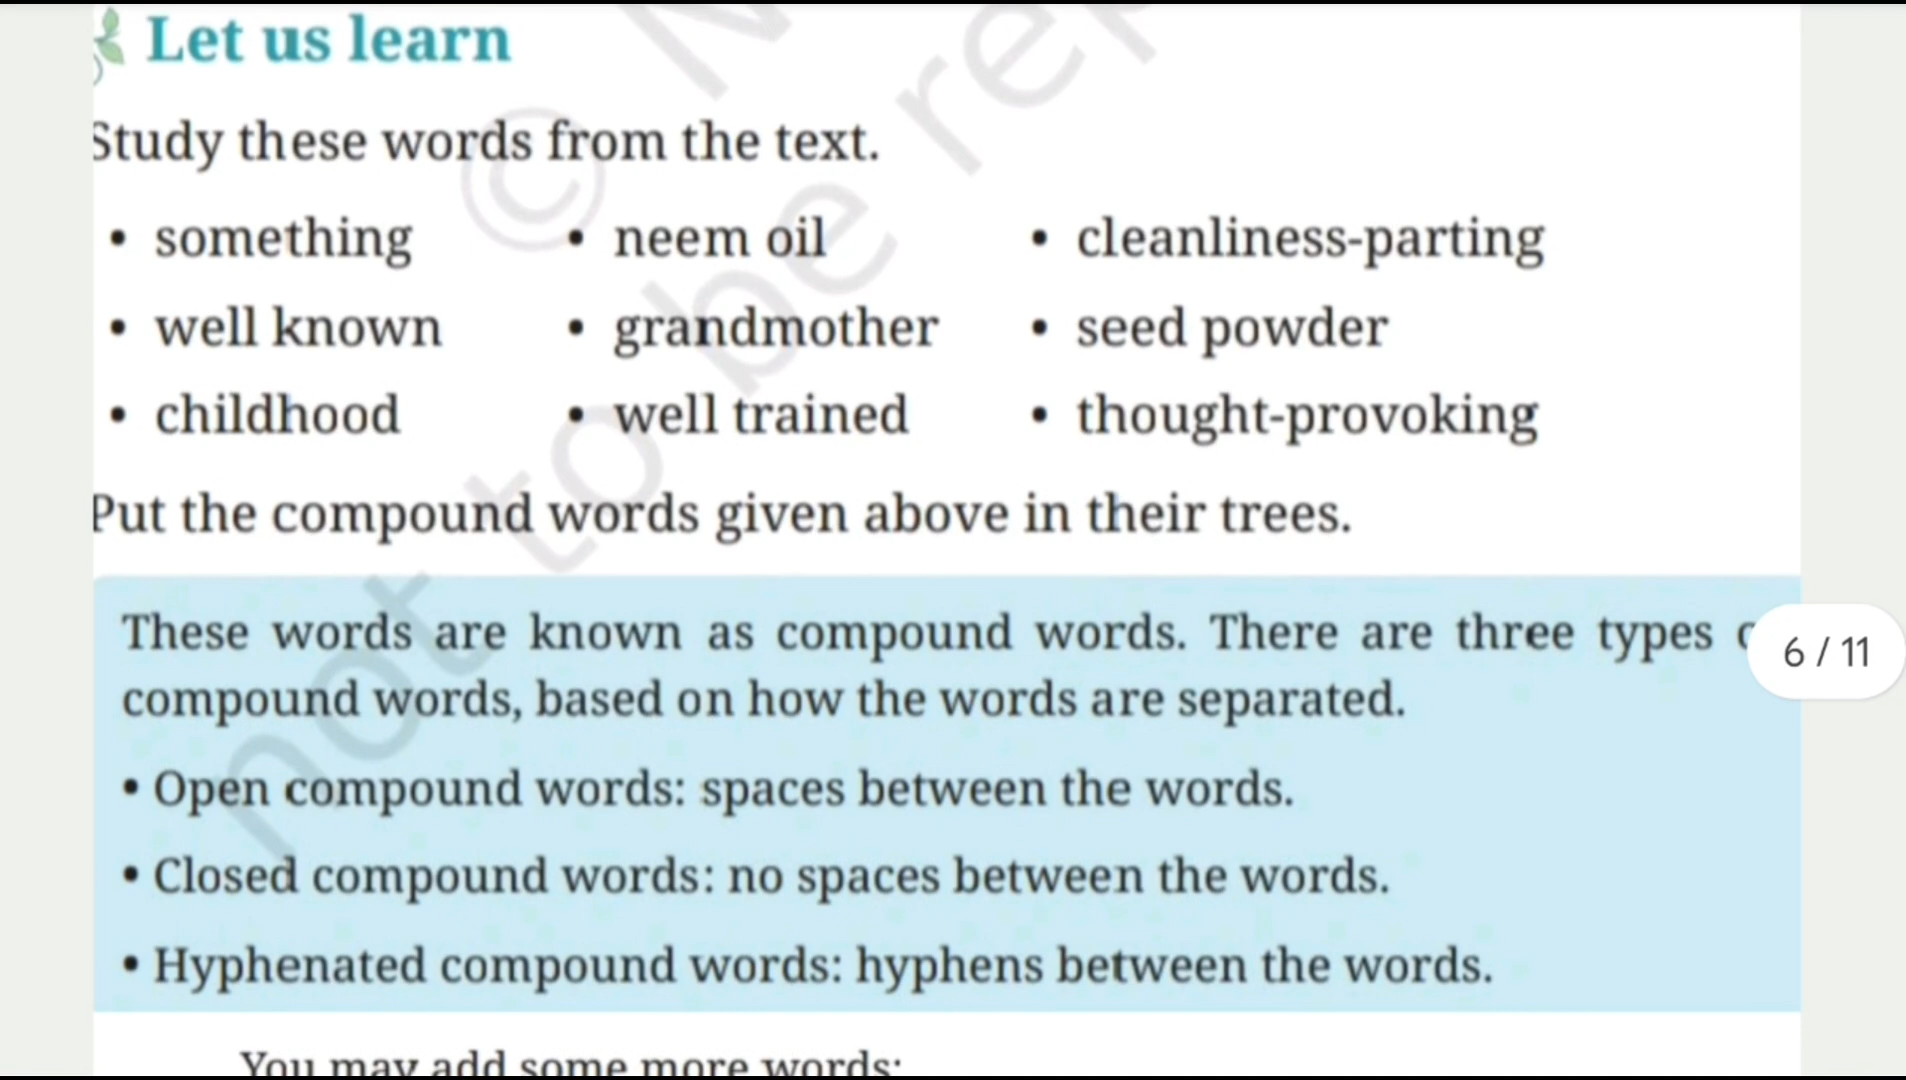 Let us learn
Study these words from the text.
• something • neem oil • cleanliness-parting
• well known • grandmother • seed powder
• childhood • well trained • thought-provoking
Put the compound words given above in their trees.
These words are known as compound words. There are three types
compound words, based on how the words are separated.
6 / 11
• Open compound words: spaces between the words.
• Closed compound words: no spaces between the words.
• Hyphenated compound words: hyphens between the words.
You may add some more words:
© N
not to be rep